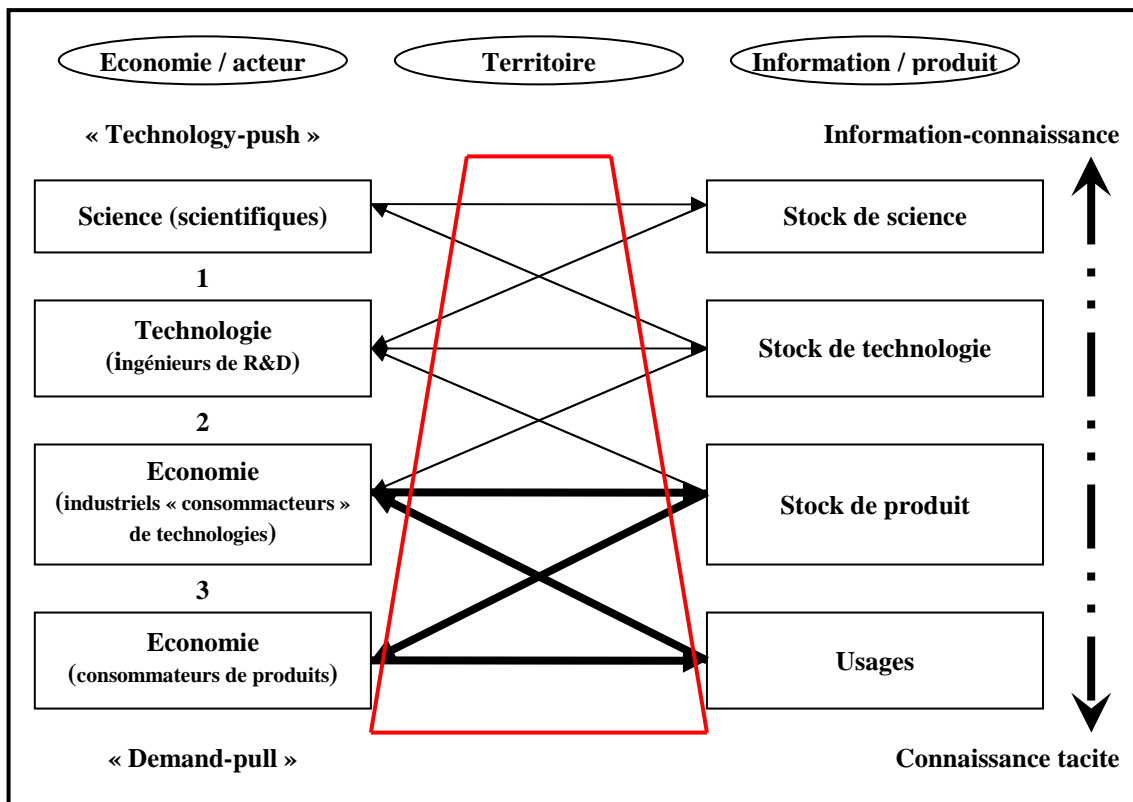 Economie / acteur
Territoire
Information / produit
« Technology-push »
Information-connaissance
Science (scientifiques)
Stock de science
1
Technologie
(ingénieurs de R&D)
Stock de technologie
2
Economie
(industriels « consommacteurs »
de technologies)
Stock de produit
3
Economie
(consommateurs de produits)
Usages
« Demand-pull »
Connaissance tacite